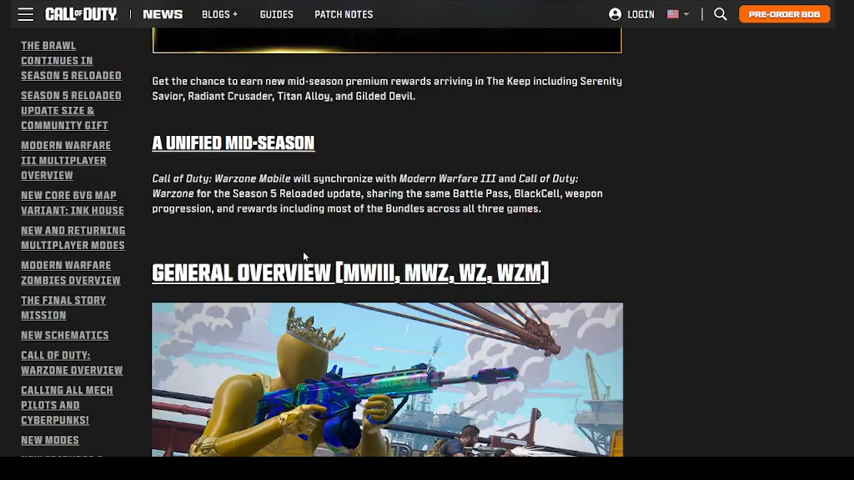 CALL OF DUTY
NEWS
BLOGS +
GUIDES
PATCH NOTES
LOGIN
PRE-ORDER BO6
THE BRAWL
CONTINUES IN
SEASON 5 RELOADED
SEASON 5 RELOADED
UPDATE SIZE &
COMMUNITY GIFT
MODERN WARFARE
III MULTIPLAYER
OVERVIEW
NEW CORE 6V6 MAP
VARIANT: INK HOUSE
NEW AND RETURNING
MULTIPLAYER MODES
MODERN WARFARE
ZOMBIES OVERVIEW
THE FINAL STORY
MISSION
NEW SCHEMATICS
CALL OF DUTY:
WARZONE OVERVIEW
CALLING ALL MECH
PILOTS AND
CYBERPUNKS!
NEW MODES
Get the chance to earn new mid-season premium rewards arriving in The Keep including Serenity
Savior, Radiant Crusader, Titan Alloy, and Gilded Devil.
A UNIFIED MID-SEASON
Call of Duty: Warzone Mobile will synchronize with Modern Warfare III and Call of Duty:
Warzone for the Season 5 Reloaded update, sharing the same Battle Pass, BlackCell, weapon
progression, and rewards including most of the Bundles across all three games.
GENERAL OVERVIEW [MWIII, MWZ, WZ, WZM]